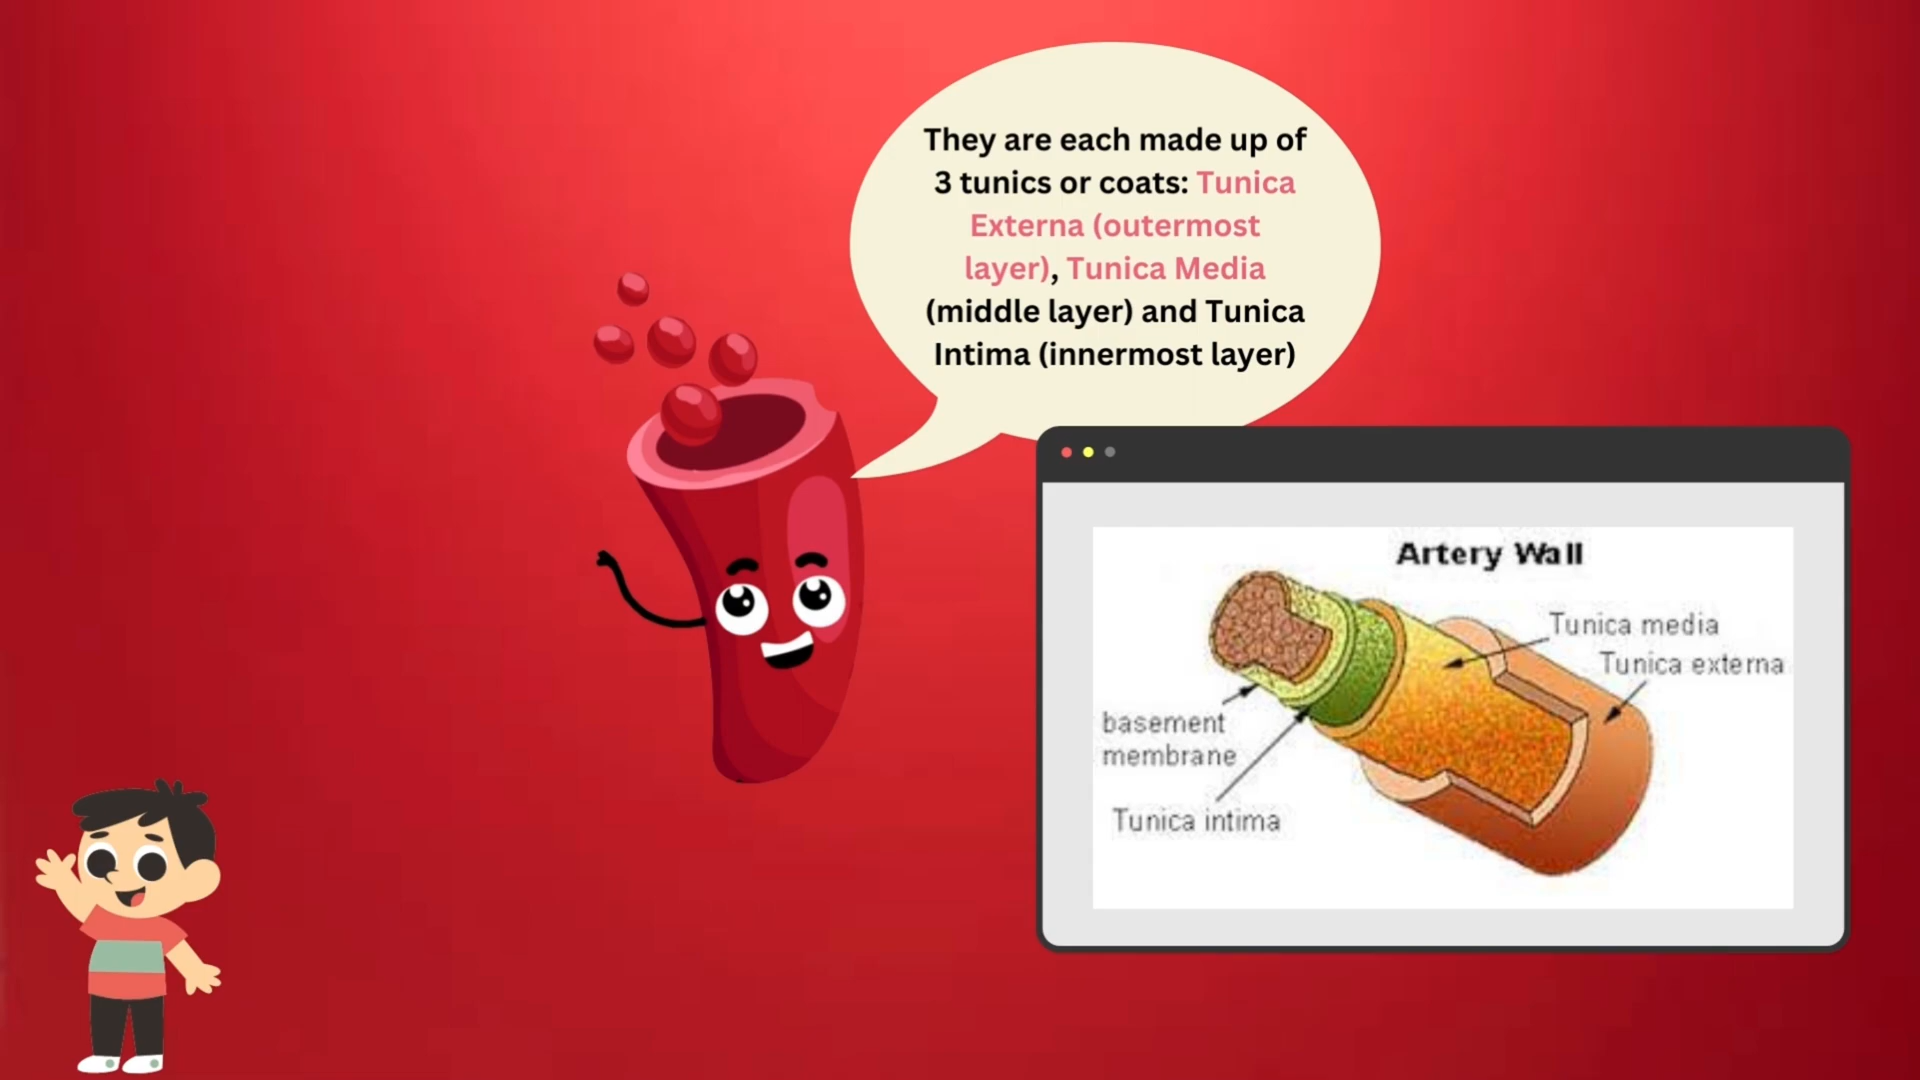 They are each made up of
3 tunics or coats: Tunica
Externa (outermost
layer), Tunica Media
(middle layer) and Tunica
Intima (innermost layer)
Artery Wall
Tunica media
Tunica externa
basement
membrane
Tunica intima